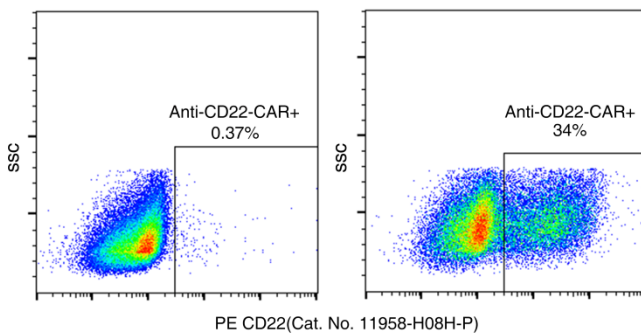 Anti-CD22-CAR+
0.37%
SSC
Anti-CD22-CAR+
34%
SSC
PE CD22(Cat. No. 11958-H08H-P)